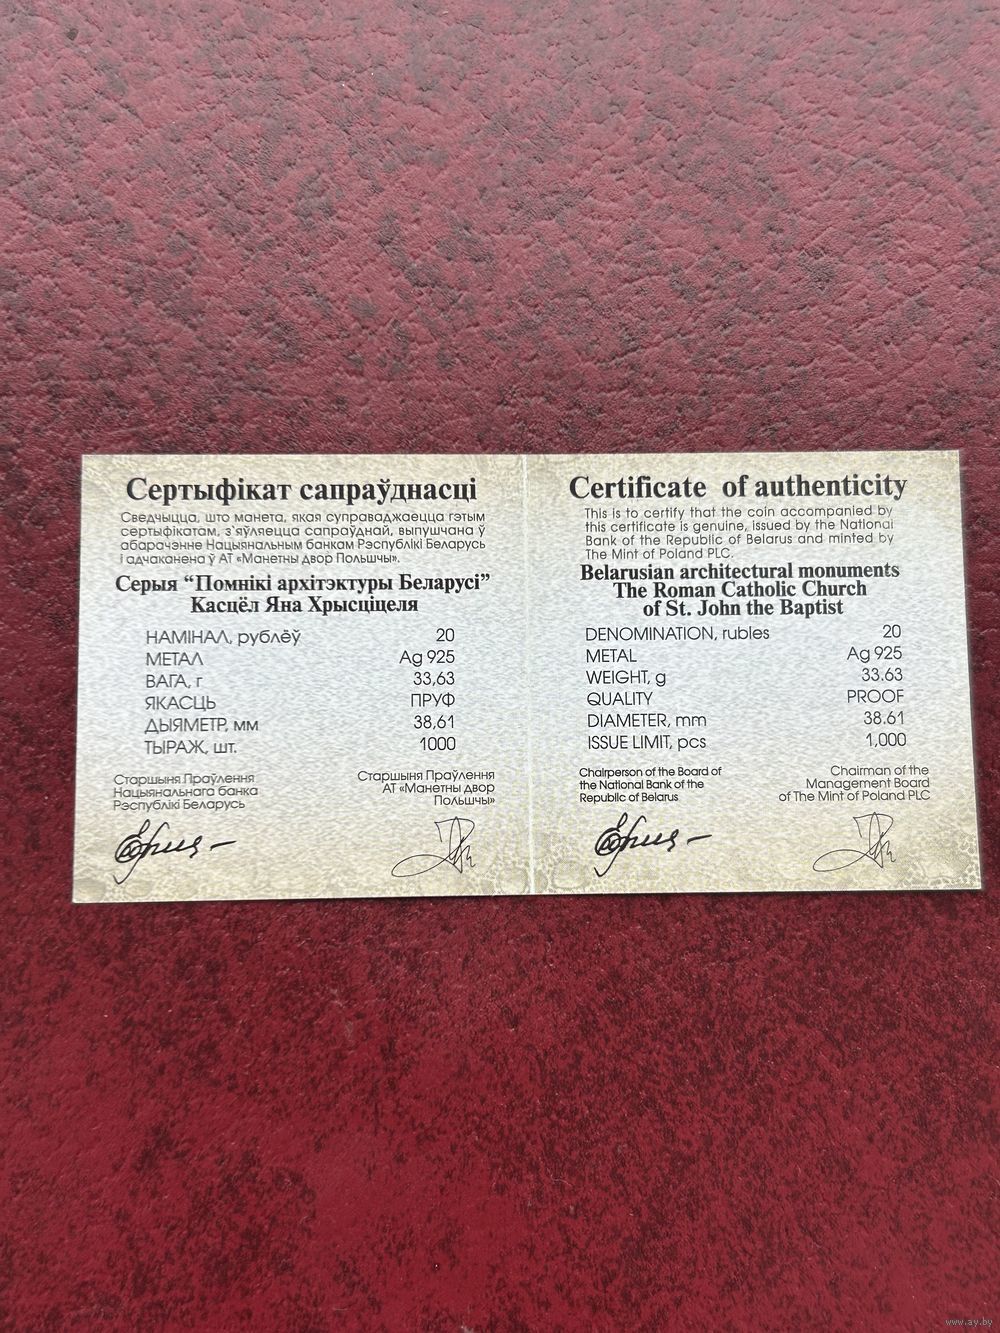 Сертыфікат сапраўднасці
Сведчыцца, што манета, якая суправаджаецца гэтым
сертыфікатам, з'яўляецца сапраўднай, выпушчана ў
абарачэнне Нацыянальным банкам Рэспублікі Беларусь
і адчаканена ў АТ «Манетны двор Польшчы».
Серыя “Помнікі архітэктуры Беларусі”
Касцёл Яна Хрысціцеля
НАМІНАЛ, рублёў 20
МЕТАЛ Ag 925
ВАГА, г 33,63
ЯКАСЦЬ ПРУФ
ДЫЯМЕТР, мм 38,61
ТЫРАЖ, шт. 1000
Старшыня Праўлення
Нацыянальнага банка
Рэспублікі Беларусь
Старшыня Праўлення
АТ «Манетны двор
Польшчы»
Certificate of authenticity
This is to certify that the coin accompanied by
this certificate is genuine, issued by the National
Bank of the Republic of Belarus and minted by
The Mint of Poland PLC.
Belarusian architectural monuments
The Roman Catholic Church
of St. John the Baptist
DENOMINATION, rubles 20
METAL Ag 925
WEIGHT, g 33.63
QUALITY PROOF
DIAMETER, mm 38.61
ISSUE LIMIT, pcs 1,000
Chairperson of the Board of
the National Bank of the
Republic of Belarus
Chairman of the
Management Board
of The Mint of Poland PLC
www.ay.by